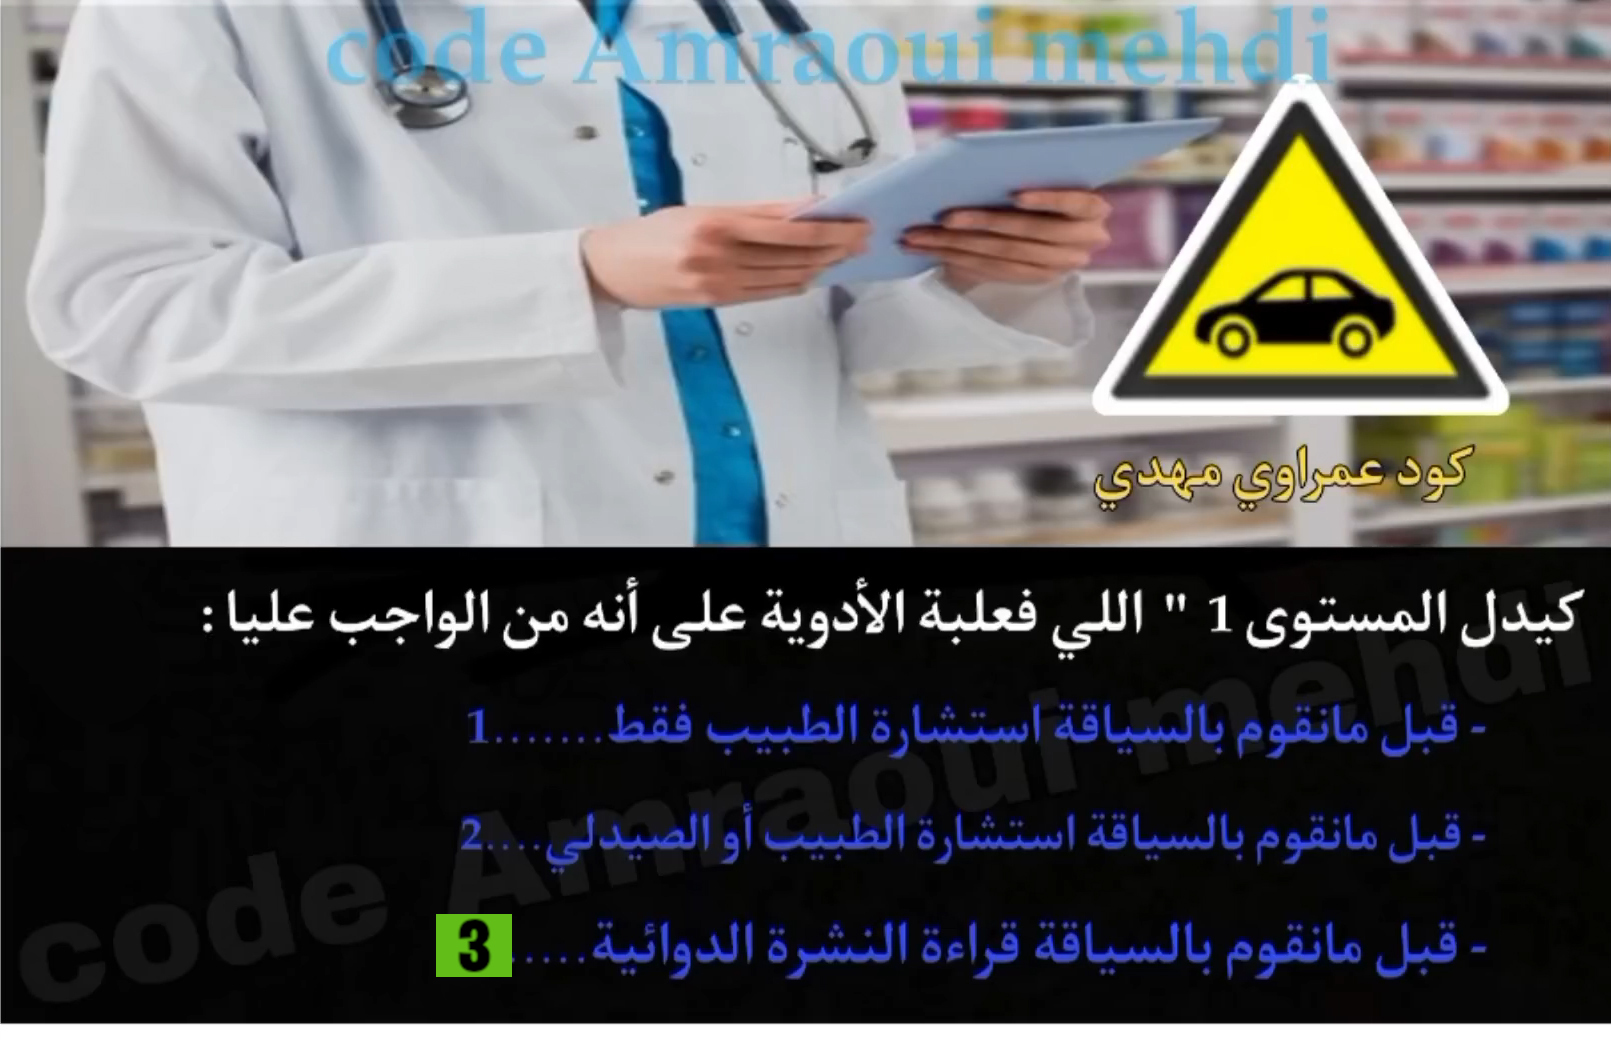 code Amraoui mehdi
كود عمراوي مهدي
كيدل المستوى 1 " اللي فعلبة الأدوية على أنه من الواجب عليا :
- قبل مانقوم بالسياقة استشارة الطبيب فقط.......1
- قبل مانقوم بالسياقة استشارة الطبيب أو الصيدلي....2
- قبل مانقوم بالسياقة قراءة النشرة الدوائية.....3
code Amraoui mehdi